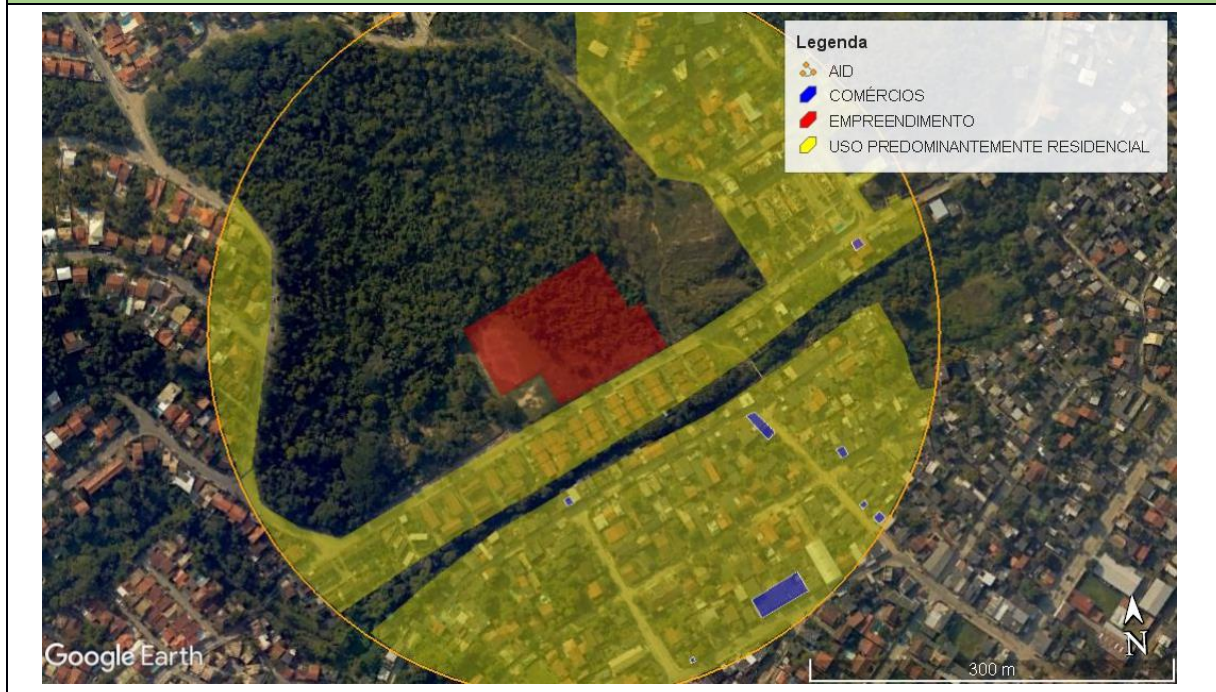 Legenda
AID
COMÉRCIOS
EMPREENDIMENTO
USO PREDOMINANTEMENTE RESIDENCIAL
Google Earth
N
300 m